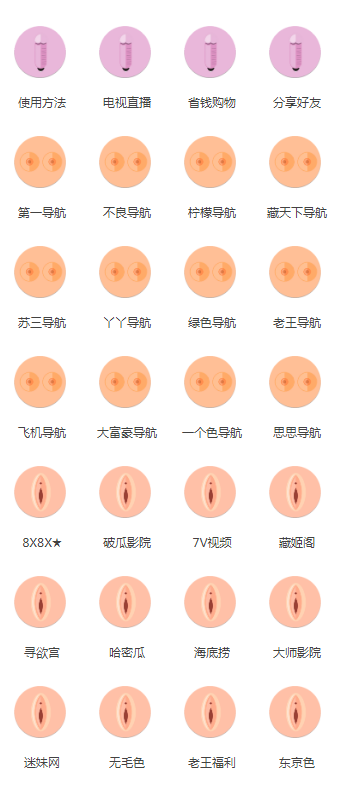 使用方法 电视直播 省钱购物 分享好友
第一导航 不良导航 柠檬导航 藏天下导航
苏三导航 丫丫导航 绿色导航 老王导航
飞机导航 大富豪导航 一个色导航 思思导航
8X8X★ 破瓜影院 7V视频 藏姬阁
寻欲宫 哈密瓜 海底捞 大师影院
迷妹网 无毛色 老王福利 东京色